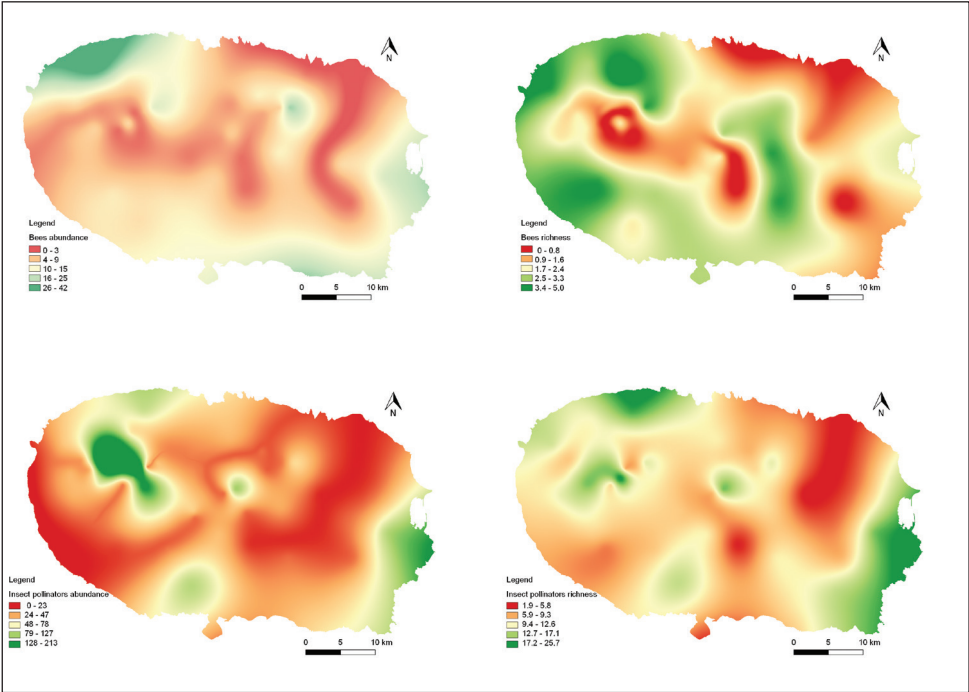 N
Legend
Bees abundance
0 - 3
4 - 9
10 - 15
16 - 25
26 - 42
0 5 10 km
N
Legend
Bees richness
0 - 0.8
0.9 - 1.6
1.7 - 2.4
2.5 - 3.3
3.4 - 5.0
0 5 10 km
N
Legend
Insect pollinators abundance
0 - 23
24 - 47
48 - 78
79 - 127
128 - 213
0 5 10 km
N
Legend
Insect pollinators richness
1.9 - 5.8
5.9 - 9.3
9.4 - 12.6
12.7 - 17.1
17.2 - 25.7
0 5 10 km